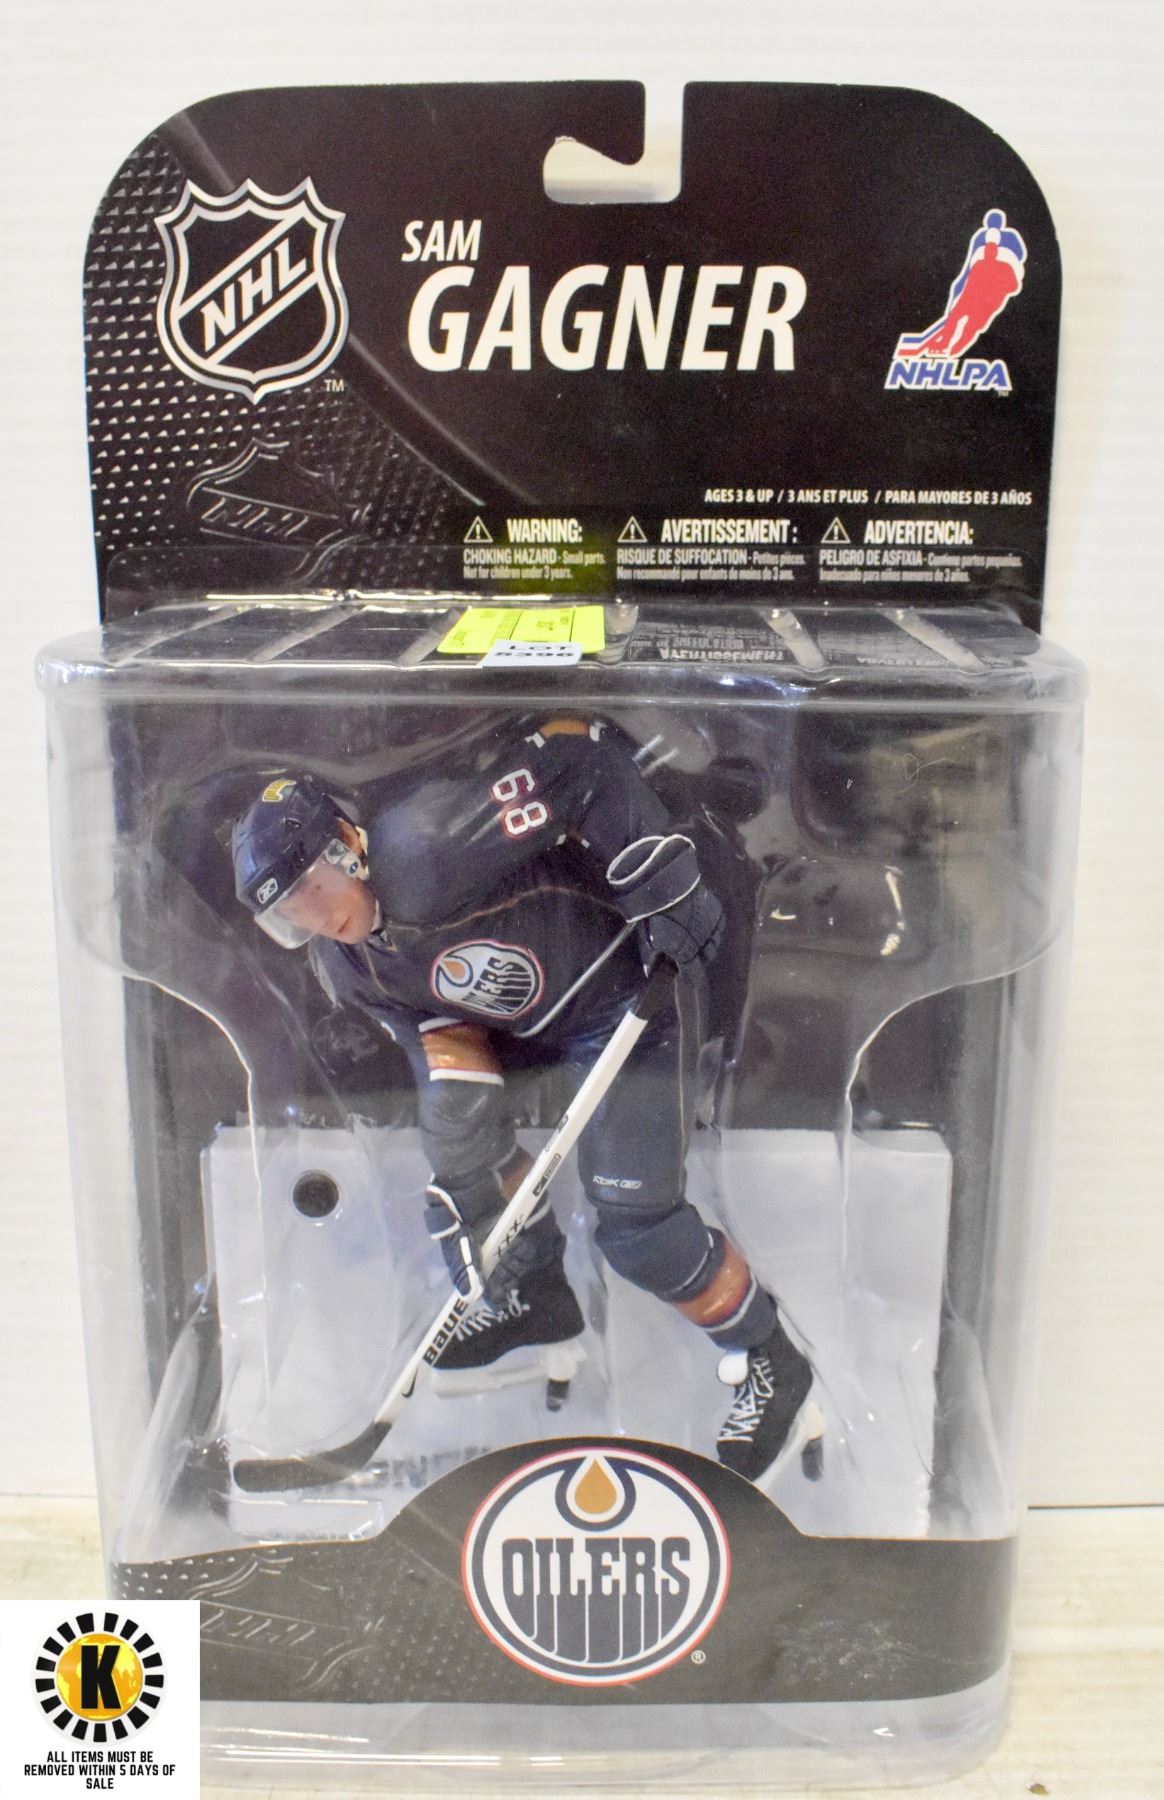 NHL
TM
SAM
GAGNER
NHLPA
AGES 3 & UP / 3 ANS ET PLUS / PARA MAYORES DE 3 AÑOS
WARNING:
CHOKING HAZARD - Small parts.
Not for children under 3 years.
AVERTISSEMENT :
RISQUE DE SUFFOCATION - Petites pièces.
Non recommandé pour enfants de moins de 3 ans.
ADVERTENCIA:
PELIGRO DE ASFIXIA - Contiene partes pequeñas.
Inadecuado para niños menores de 3 años.
LOT
5396
89
OILERS
RBK
BAUER
OILERS
®
K
ALL ITEMS MUST BE
REMOVED WITHIN 5 DAYS OF
SALE